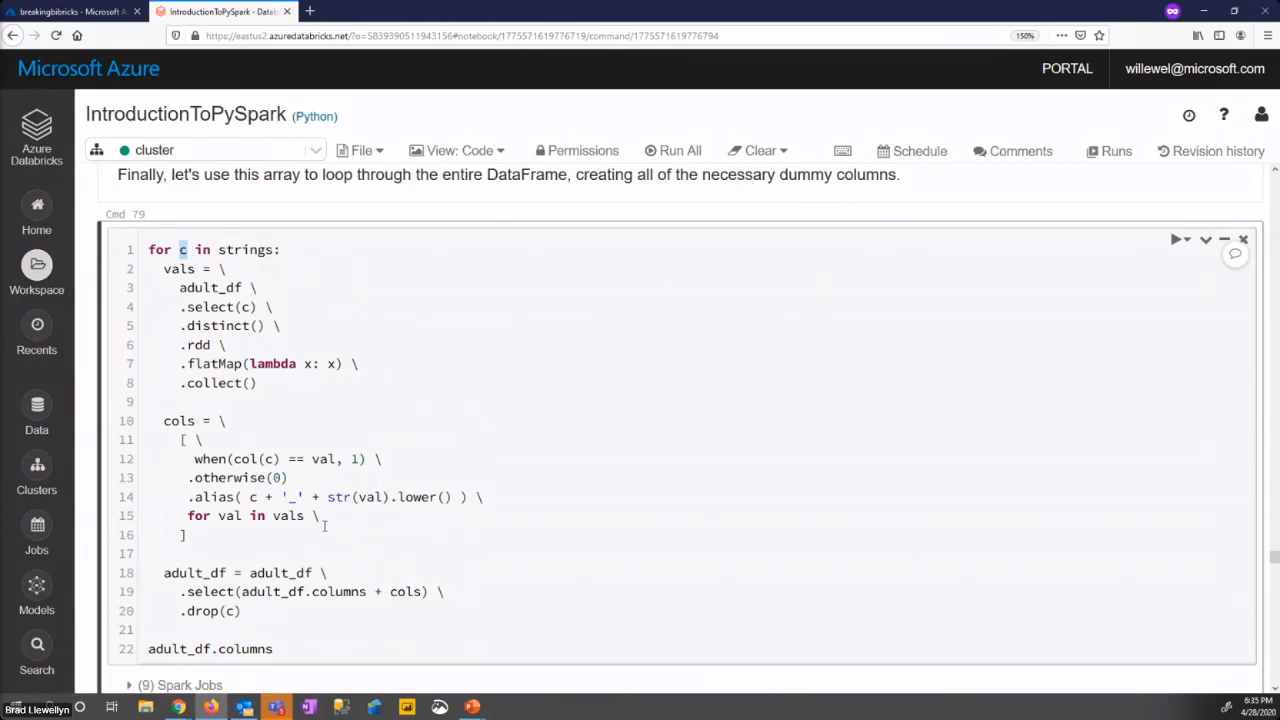 breakingbibricks - Microsoft A
IntroductionToPySpark - Datab
https://eastus2.azuredatabricks.net/?o=5839390511943156#notebook/1775571619776719/command/1775571619776794
150%
Microsoft Azure
PORTAL
willewel@microsoft.com
Azure Databricks
Home
Workspace
Recents
Data
Clusters
Jobs
Models
Search
IntroductionToPySpark (Python)
cluster
File
View: Code
Permissions
Run All
Clear
Schedule
Comments
Runs
Revision history
Finally, let's use this array to loop through the entire DataFrame, creating all of the necessary dummy columns.
Cmd 79
1 for c in strings:
2 vals = \
3 adult_df \
4 .select(c) \
5 .distinct() \
6 .rdd \
7 .flatMap(lambda x: x) \
8 .collect()
9
10 cols = \
11 [ \
12 when(col(c) == val, 1) \
13 .otherwise(0)
14 .alias( c + '_' + str(val).lower() ) \
15 for val in vals \
16 ]
17
18 adult_df = adult_df \
19 .select(adult_df.columns + cols) \
20 .drop(c)
21
22 adult_df.columns
(9) Spark Jobs
Brad Llewellyn
6:35 PM
4/28/2020